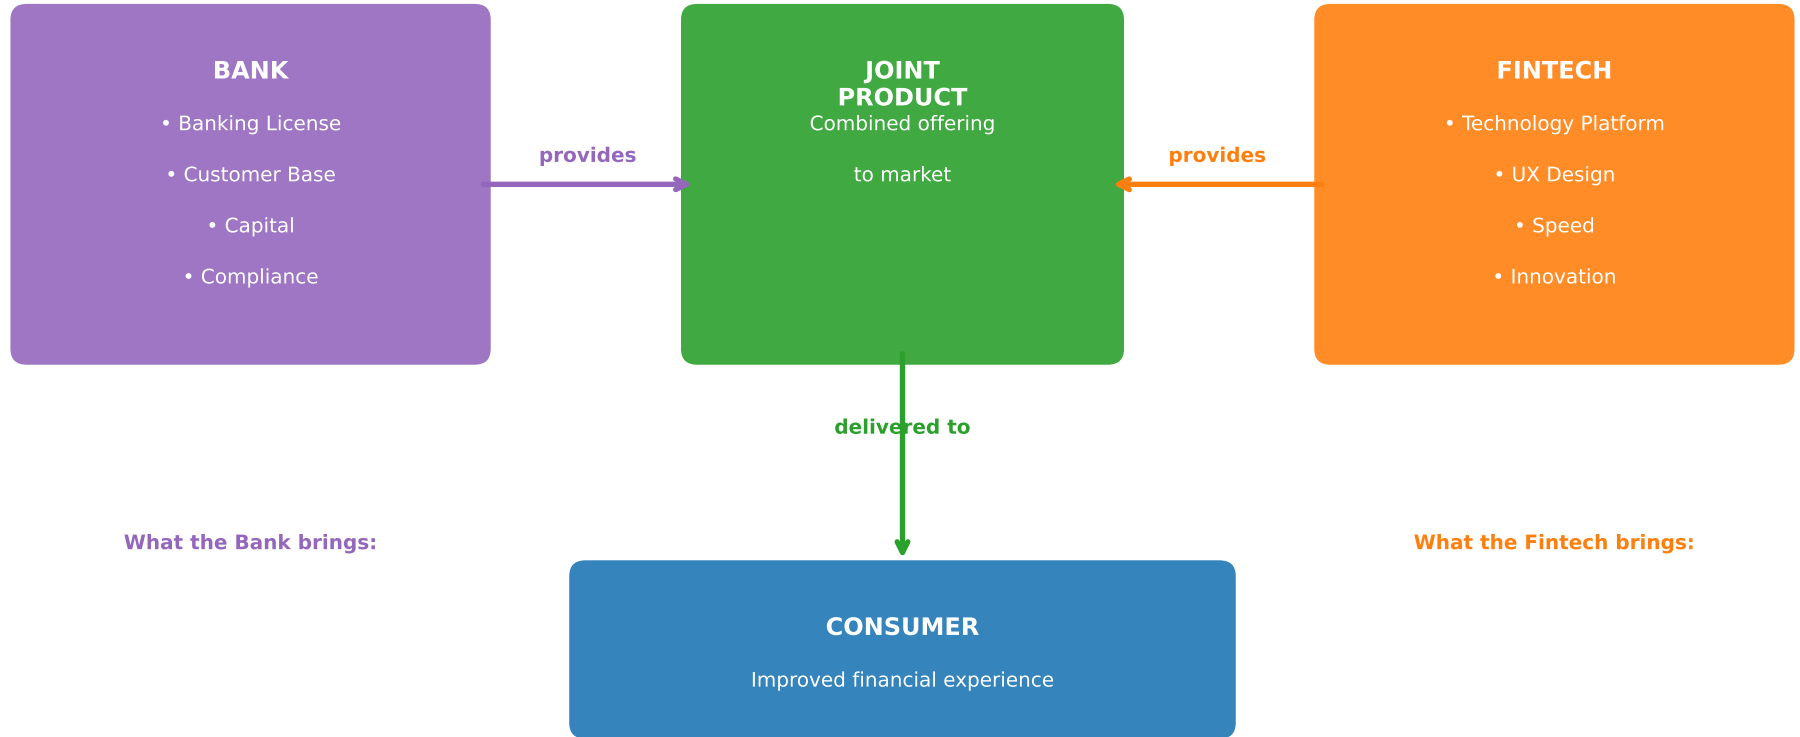 BANK
• Banking License
• Customer Base
• Capital
• Compliance
provides
JOINT
PRODUCT
Combined offering
to market
provides
FINTECH
• Technology Platform
• UX Design
• Speed
• Innovation
delivered to
What the Bank brings:
What the Fintech brings:
CONSUMER
Improved financial experience